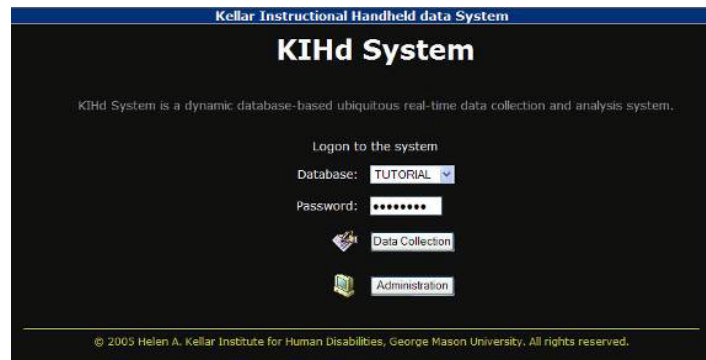 Kellar Instructional Handheld data System
KIHd System
KIHd System is a dynamic database-based ubiquitous real-time data collection and analysis system.
Logon to the system
Database: TUTORIAL
Password: ••••••••
Data Collection
Administration
© 2005 Helen A. Kellar Institute for Human Disabilities, George Mason University. All rights reserved.